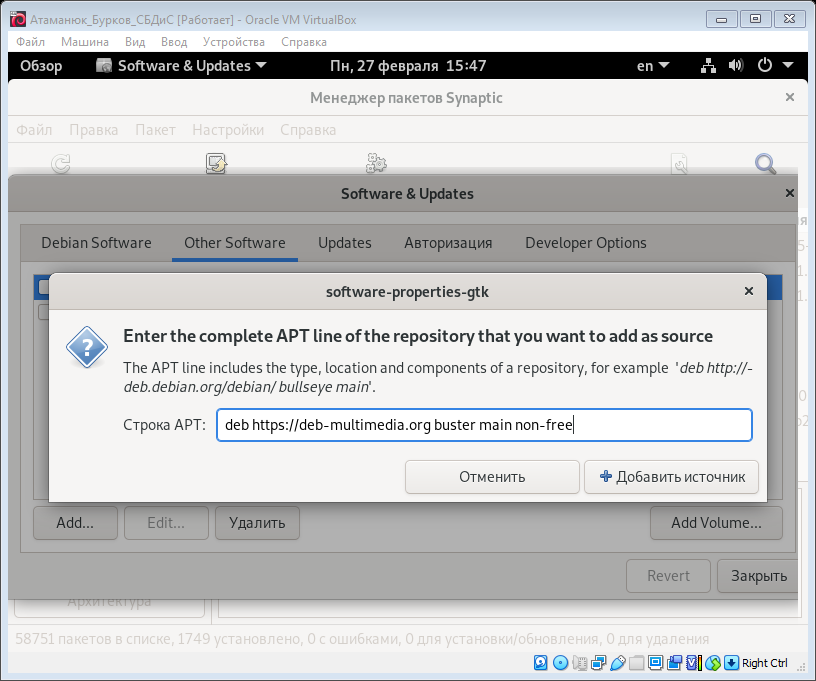 Атаманюк_Бурков_СБДиС [Работает] - Oracle VM VirtualBox
Файл Машина Вид Ввод Устройства Справка
Обзор Software & Updates Пн, 27 февраля 15:47 en
Менеджер пакетов Synaptic
Файл Правка Пакет Настройки Справка
Software & Updates
Debian Software Other Software Updates Авторизация Developer Options
software-properties-gtk
Enter the complete APT line of the repository that you want to add as source
The APT line includes the type, location and components of a repository, for example 'deb http://-
deb.debian.org/debian/ bullseye main'.
Строка APT: deb https://deb-multimedia.org buster main non-free
Отменить Добавить источник
Add... Edit... Удалить Add Volume...
Revert Закрыть
Архитектура
58751 пакетов в списке, 1749 установлено, 0 с ошибками, 0 для установки/обновления, 0 для удаления
Right Ctrl